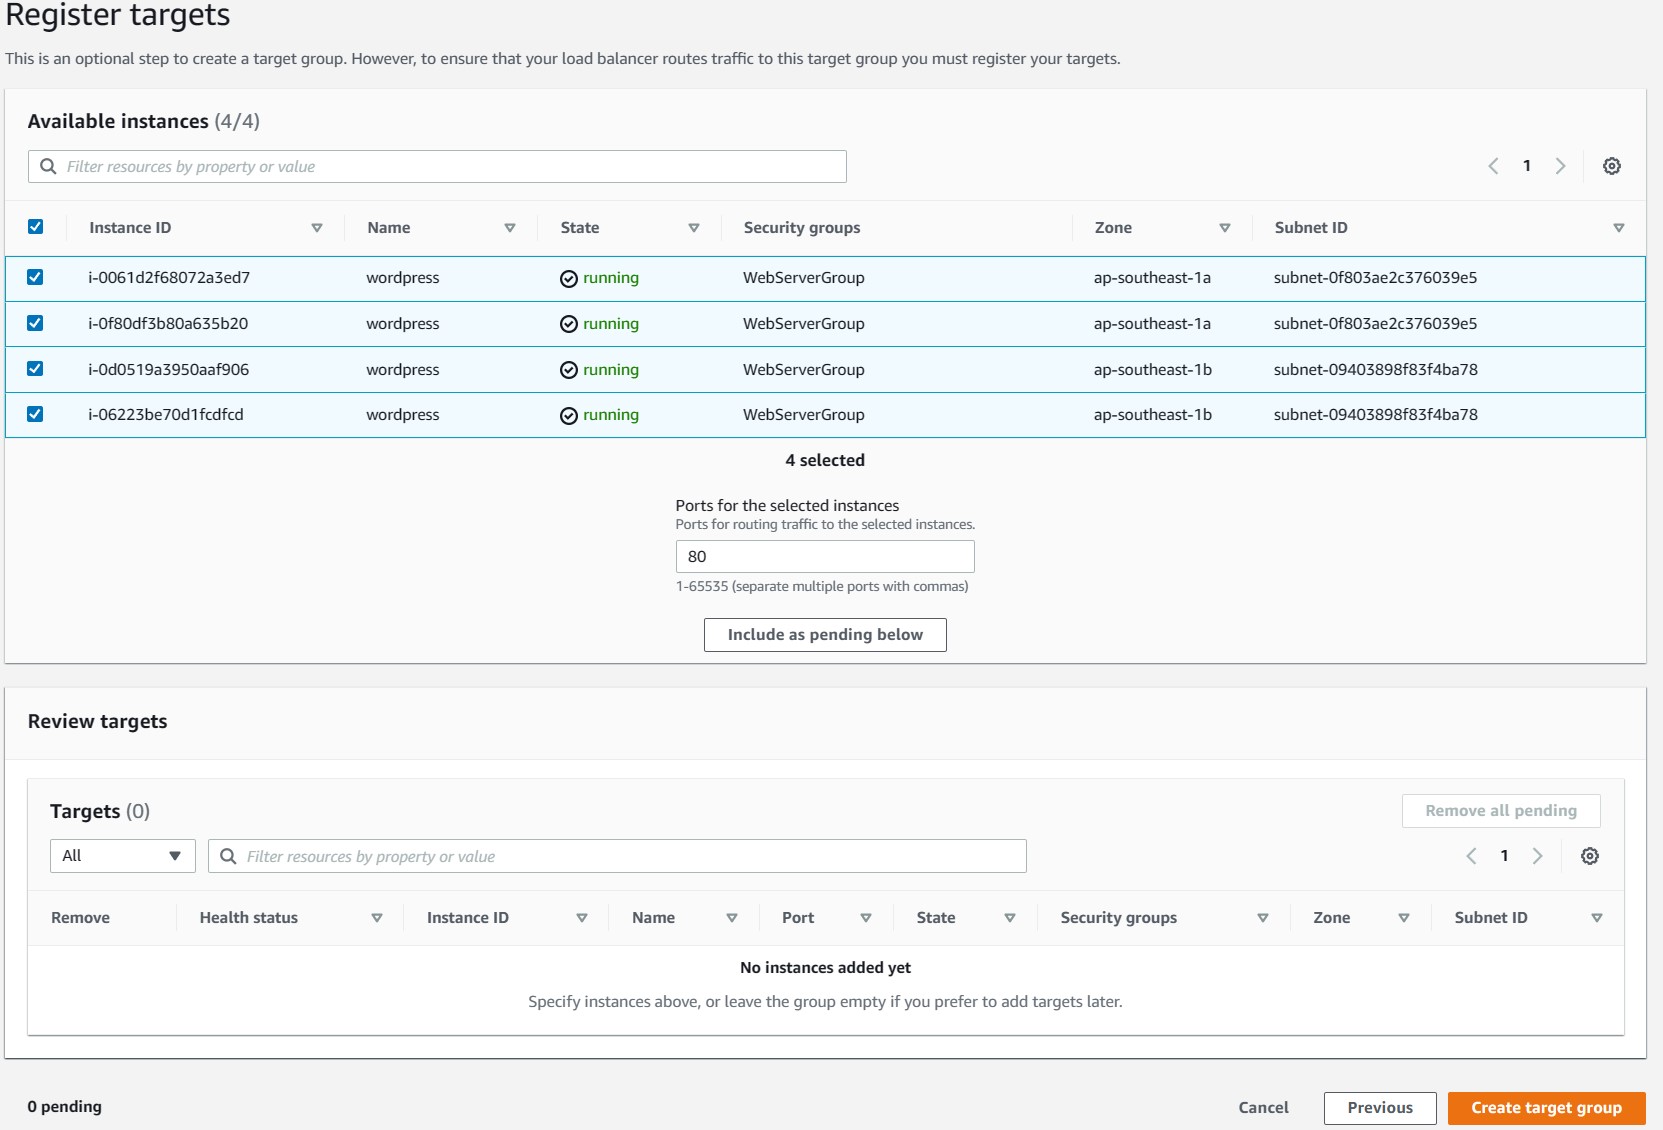 Register targets
This is an optional step to create a target group. However, to ensure that your load balancer routes traffic to this target group you must register your targets.
Available instances (4/4)
Filter resources by property or value
1
Instance ID Name State Security groups Zone Subnet ID
i-0061d2f68072a3ed7 wordpress running WebServerGroup ap-southeast-1a subnet-0f803ae2c376039e5
i-0f80df3b80a635b20 wordpress running WebServerGroup ap-southeast-1a subnet-0f803ae2c376039e5
i-0d0519a3950aaf906 wordpress running WebServerGroup ap-southeast-1b subnet-09403898f83f4ba78
i-06223be70d1fcdfcd wordpress running WebServerGroup ap-southeast-1b subnet-09403898f83f4ba78
4 selected
Ports for the selected instances
Ports for routing traffic to the selected instances.
80
1-65535 (separate multiple ports with commas)
Include as pending below
Review targets
Targets (0)
Remove all pending
All
Filter resources by property or value
1
Remove Health status Instance ID Name Port State Security groups Zone Subnet ID
No instances added yet
Specify instances above, or leave the group empty if you prefer to add targets later.
0 pending
Cancel
Previous
Create target group